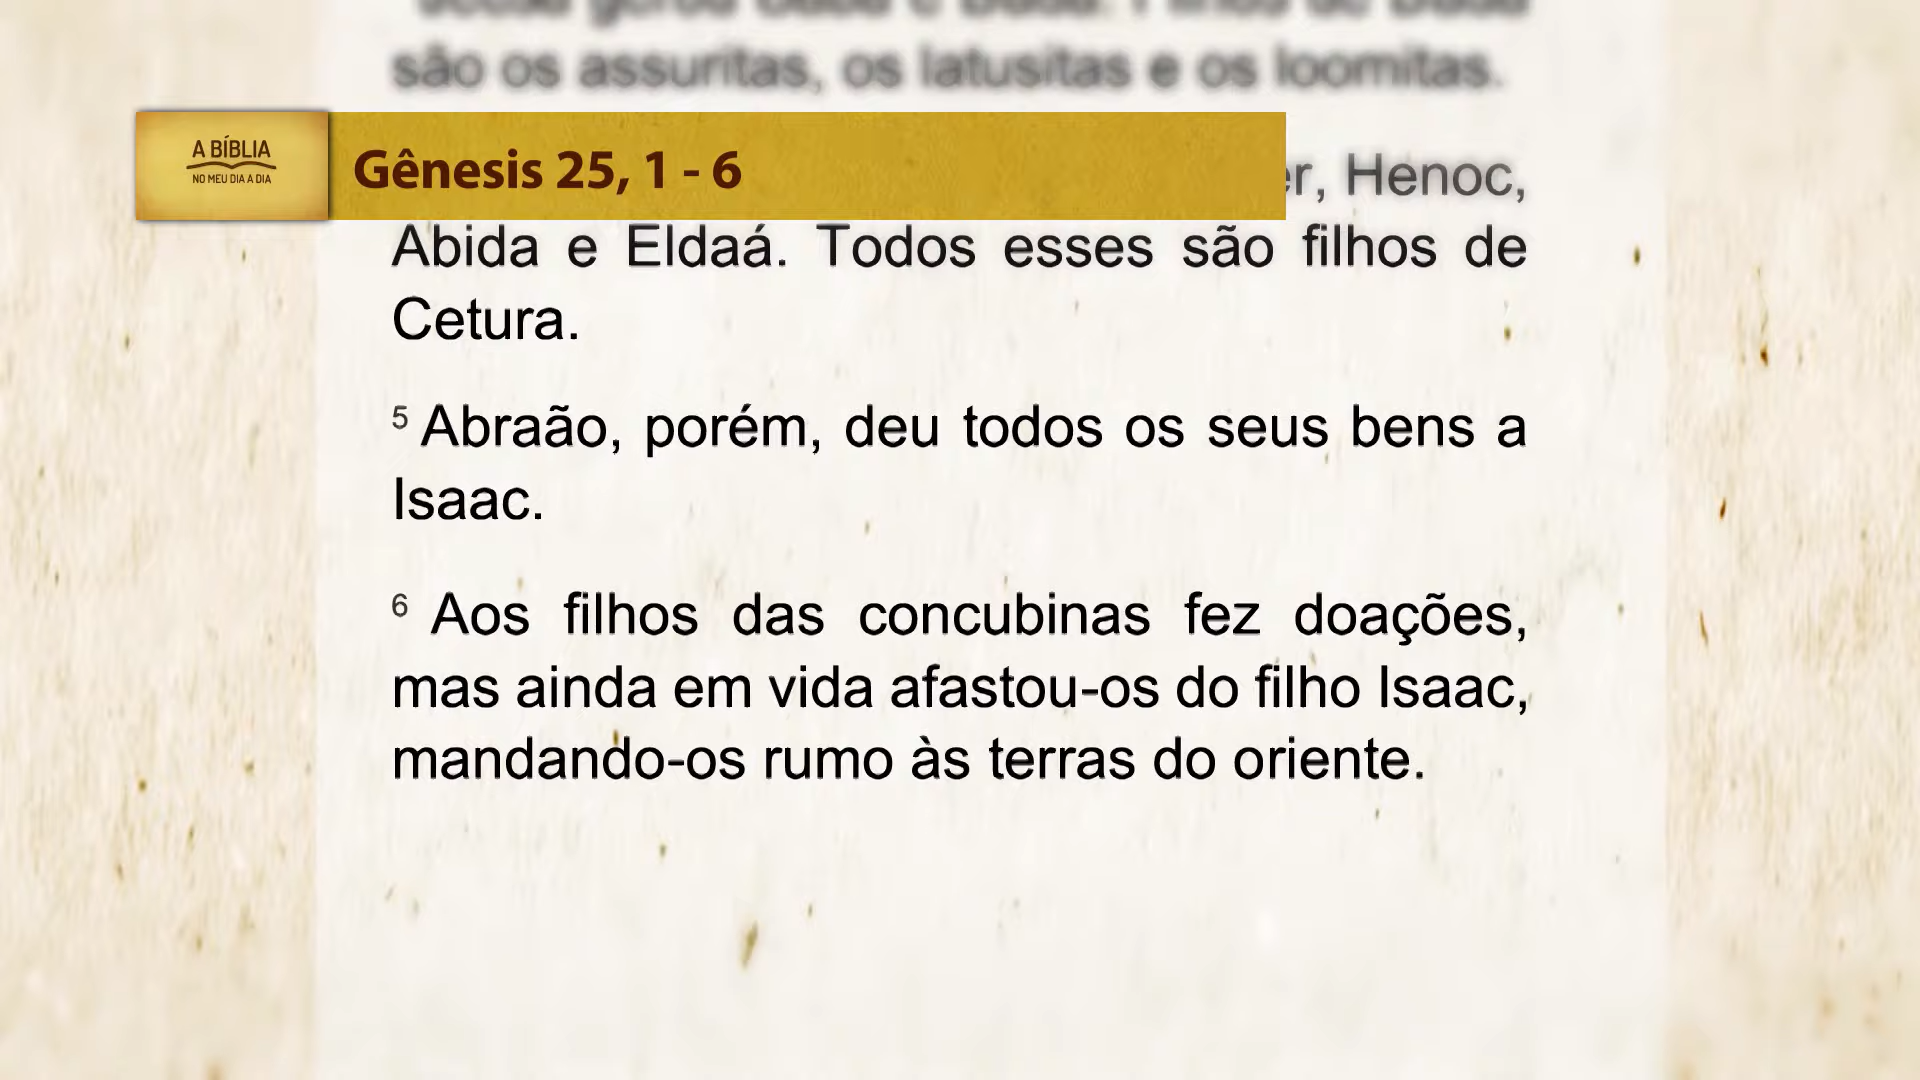 são os assuritas, os latusitas e os loomitas.
A BÍBLIA
NO MEU DIA A DIA
Gênesis 25, 1 - 6
Henoc,
Abida e Eldaá. Todos esses são filhos de
Cetura.
5 Abraão, porém, deu todos os seus bens a
Isaac.
6 Aos filhos das concubinas fez doações,
mas ainda em vida afastou-os do filho Isaac,
mandando-os rumo às terras do oriente.